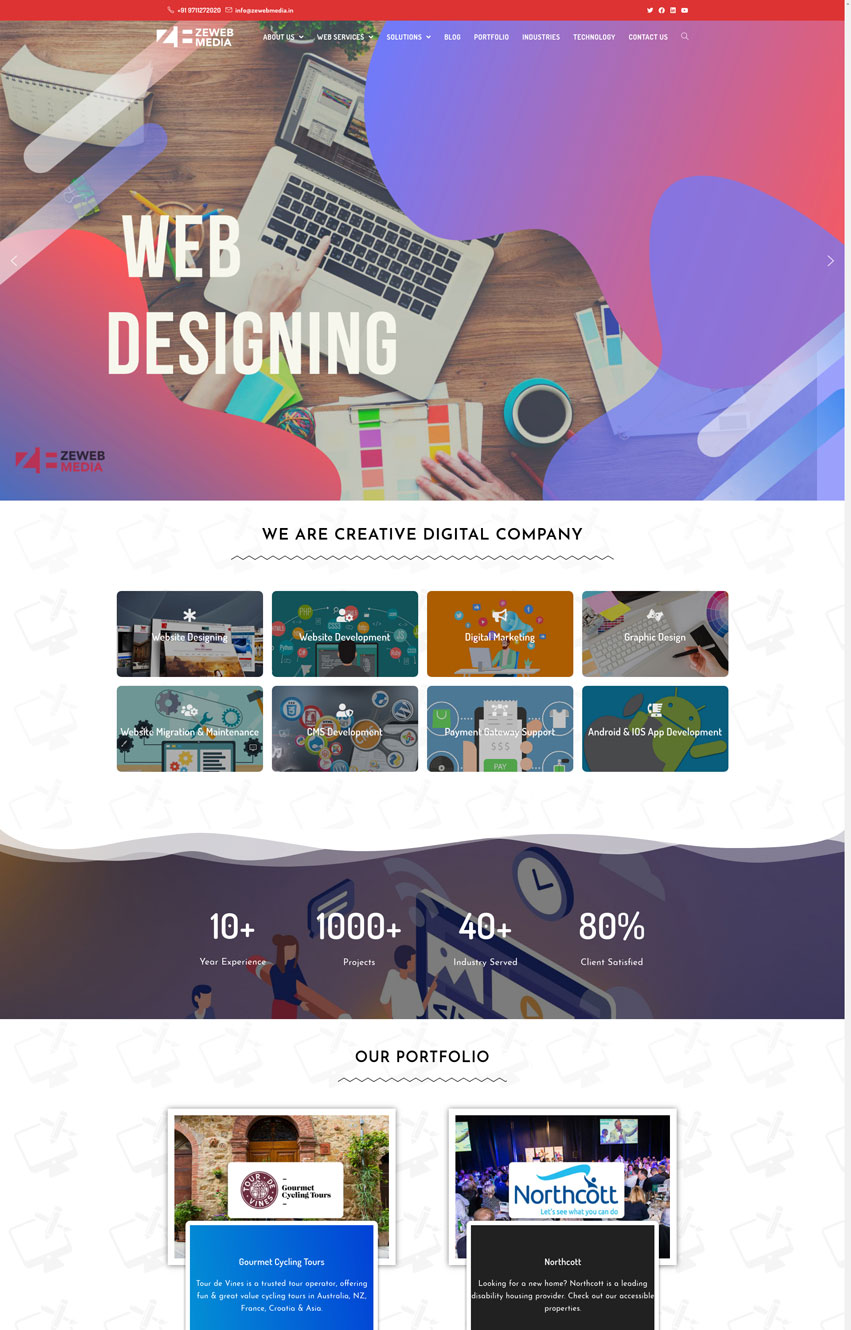 +91 9711272020 info@zewebmedia.in
ZEWEB
MEDIA
ABOUT US WEB SERVICES SOLUTIONS BLOG PORTFOLIO INDUSTRIES TECHNOLOGY CONTACT US
WEB
DESIGNING
ZEWEB
MEDIA
WE ARE CREATIVE DIGITAL COMPANY
Website Designing
Website Development
Digital Marketing
Graphic Design
Website Migration & Maintenance
CMS Development
Payment Gateway Support
$$$
PAY
Android & IOS App Development
10+ 1000+ 40+ 80%
Year Experience Projects Industry Served Client Satisfied
OUR PORTFOLIO
TOUR DE
VINES
Gourmet
Cycling Tours
Northcott
Let's see what you can do
Gourmet Cycling Tours
Tour de Vines is a trusted tour operator, offering
fun & great value cycling tours in Australia, NZ,
France, Croatia & Asia.
Northcott
Looking for a new home? Northcott is a leading
disability housing provider. Check out our accessible
properties.